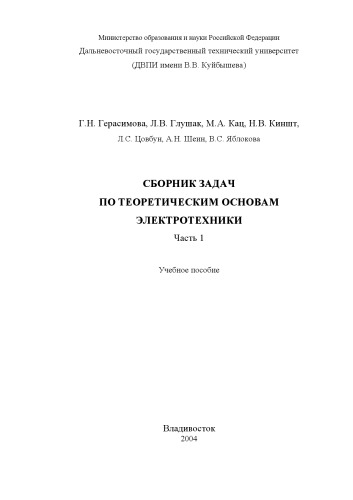 Министерство образования и науки Российской Федерации
Дальневосточный государственный технический университет
(ДВПИ имени В.В. Куйбышева)
Г.Н. Герасимова, Л.В. Глушак, М.А. Кац, Н.В. Киншт,
Л.С. Цовбун, А.Н. Шеин, В.С. Яблокова
СБОРНИК ЗАДАЧ
ПО ТЕОРЕТИЧЕСКИМ ОСНОВАМ
ЭЛЕКТРОТЕХНИКИ
Часть 1
Учебное пособие
Владивосток
2004